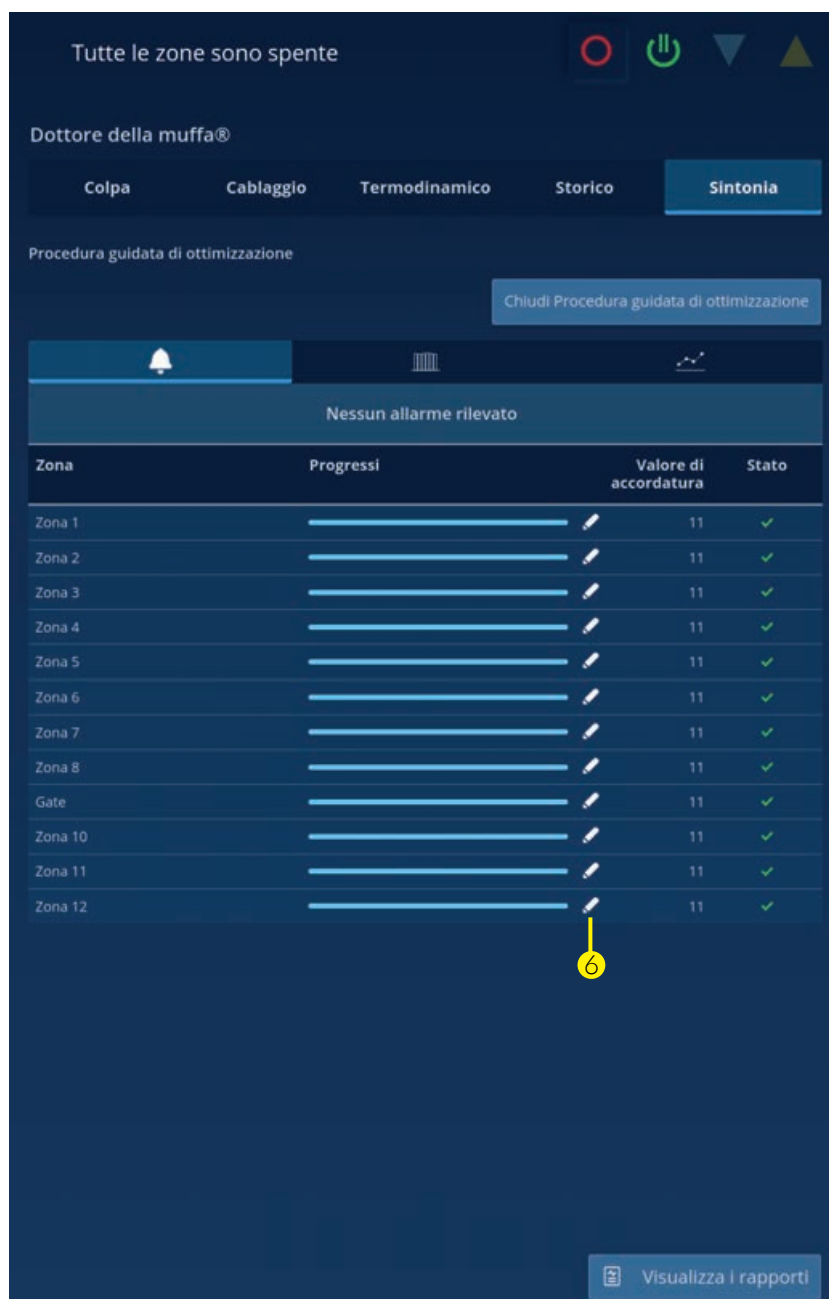 Tutte le zone sono spente
Dottore della muffa®
Colpa Cablaggio Termodinamico Storico Sintonia
Procedura guidata di ottimizzazione
Chiudi Procedura guidata di ottimizzazione
Nessun allarme rilevato
Zona Progressi Valore di accordatura Stato
Zona 1 11
Zona 2 11
Zona 3 11
Zona 4 11
Zona 5 11
Zona 6 11
Zona 7 11
Zona 8 11
Gate 11
Zona 10 11
Zona 11 11
Zona 12 11
6
Visualizza i rapporti